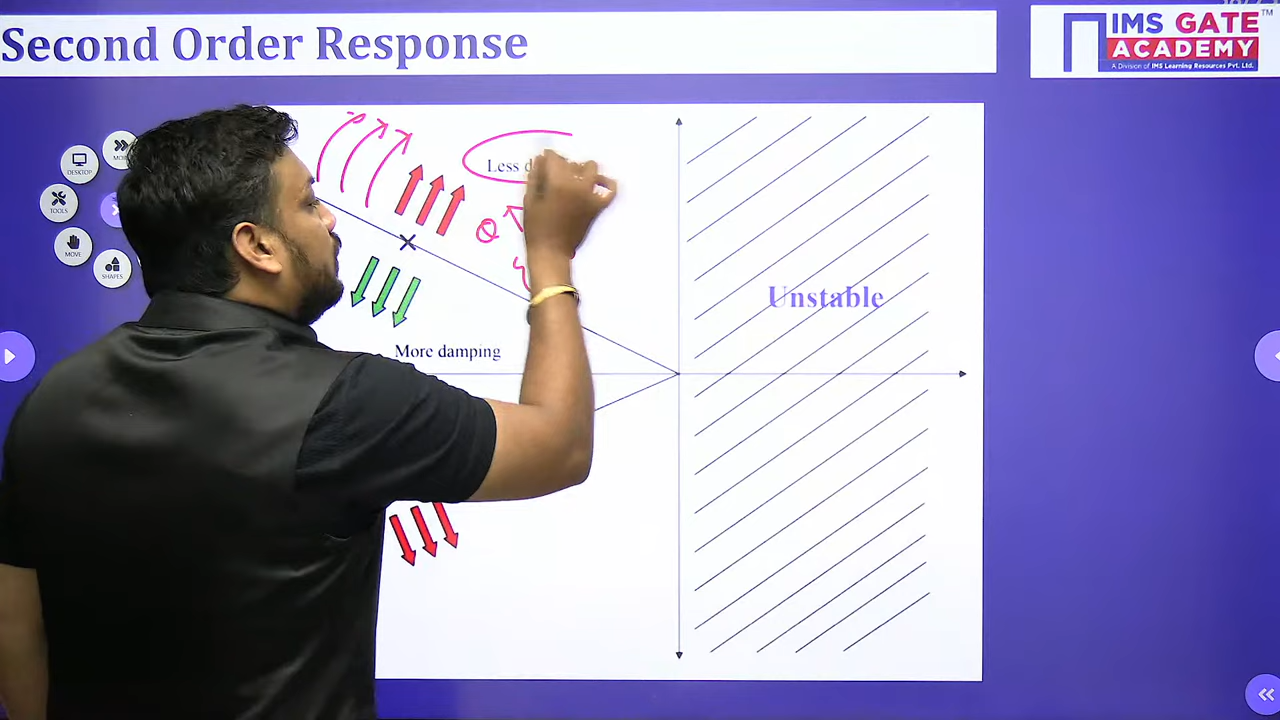 Second Order Response
IMS GATE
TM
ACADEMY
A Division of IMS Learning Resources Pvt. Ltd.
DESKTOP
TOOLS
MOVE
SHAPES
Less
θ
Unstable
More damping